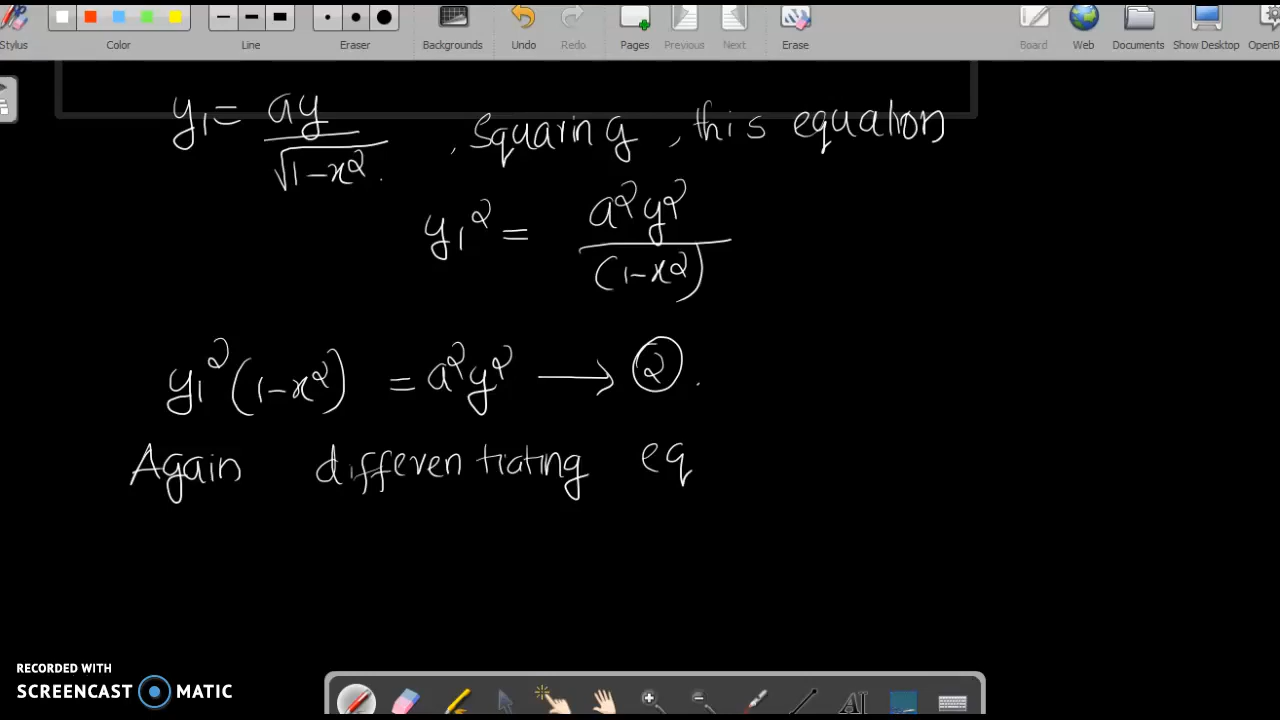 Stylus Color Line Eraser Backgrounds Undo Redo Pages Previous Next Erase Board Web Documents Show Desktop OpenB
y₁ = ay/√1-x² , Squaring, this equation
y₁² = a²y²/(1-x²)
y₁²(1-x²) = a²y² → ② .
Again differentiating eq
RECORDED WITH
SCREENCAST MATIC
AI